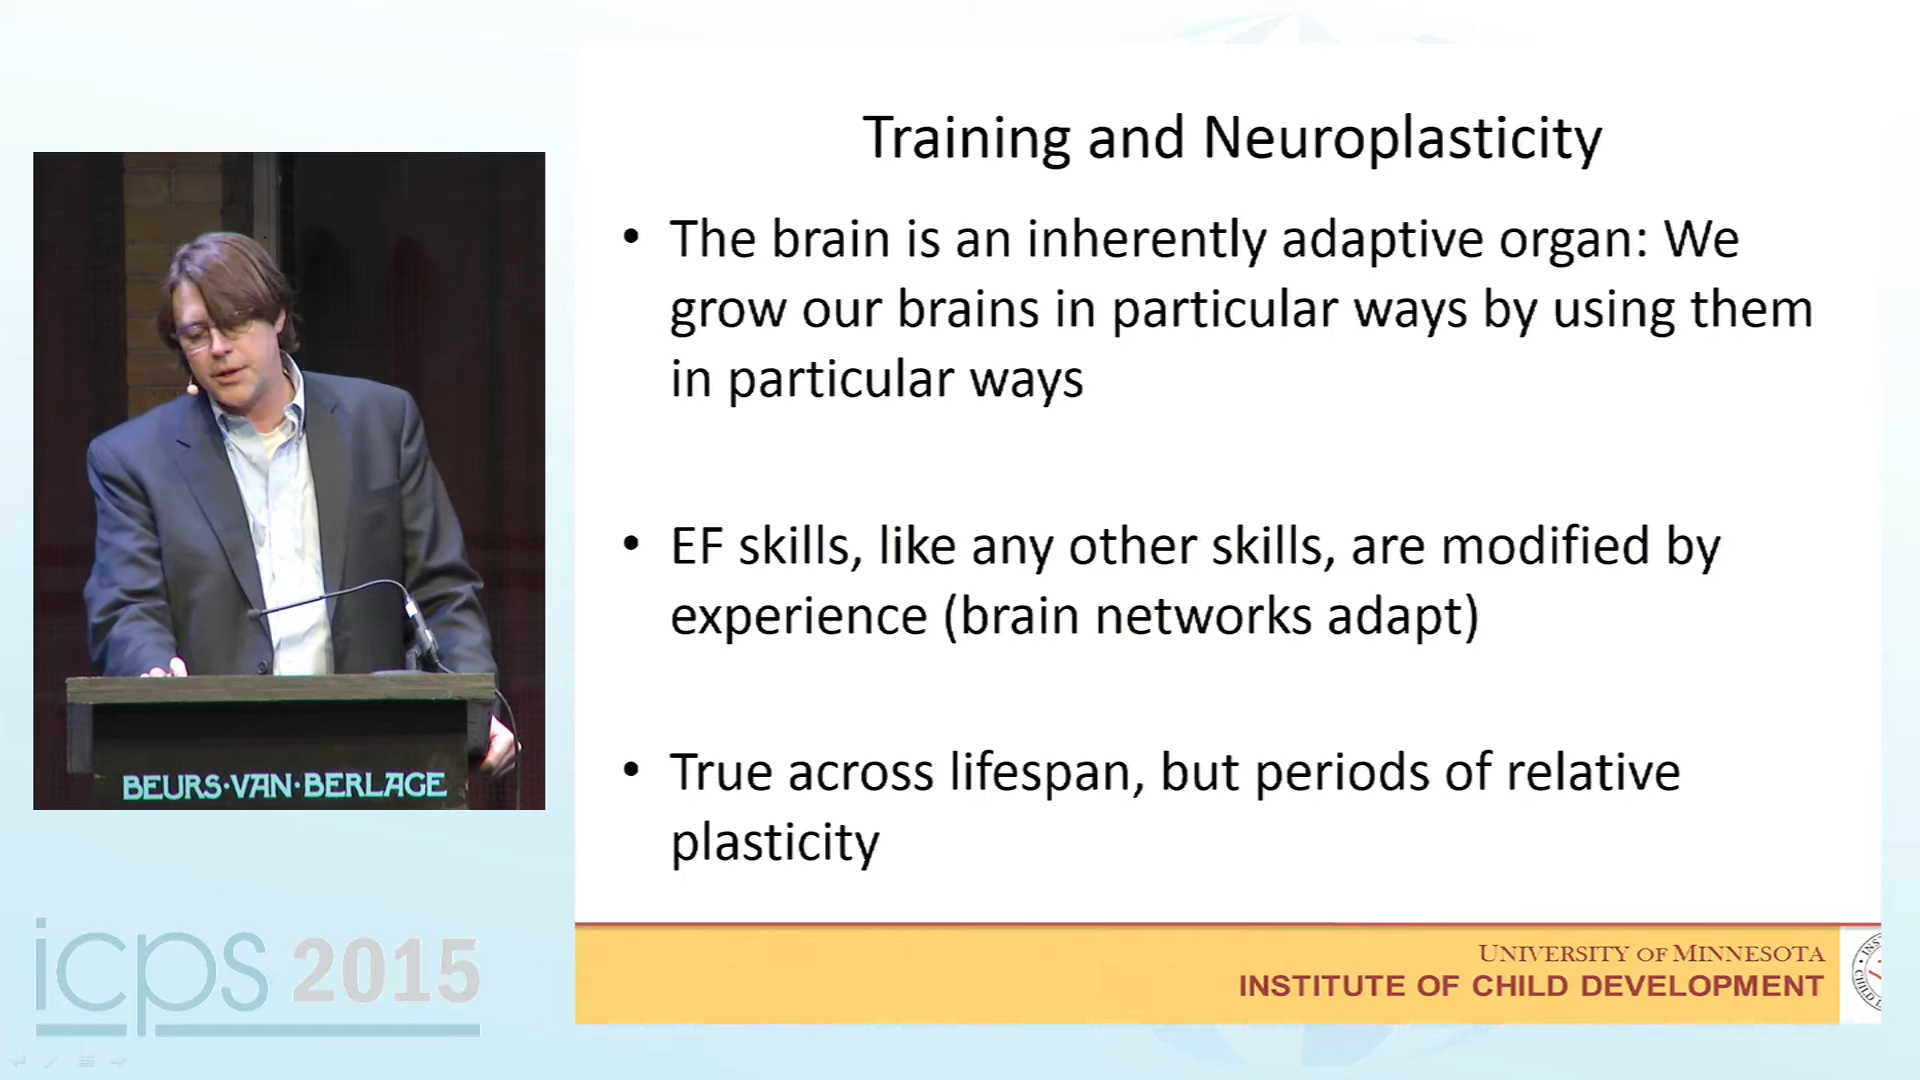 Training and Neuroplasticity
• The brain is an inherently adaptive organ: We
grow our brains in particular ways by using them
in particular ways
• EF skills, like any other skills, are modified by
experience (brain networks adapt)
• True across lifespan, but periods of relative
plasticity
BEURS·VAN·BERLAGE
icps 2015
UNIVERSITY OF MINNESOTA
INSTITUTE OF CHILD DEVELOPMENT